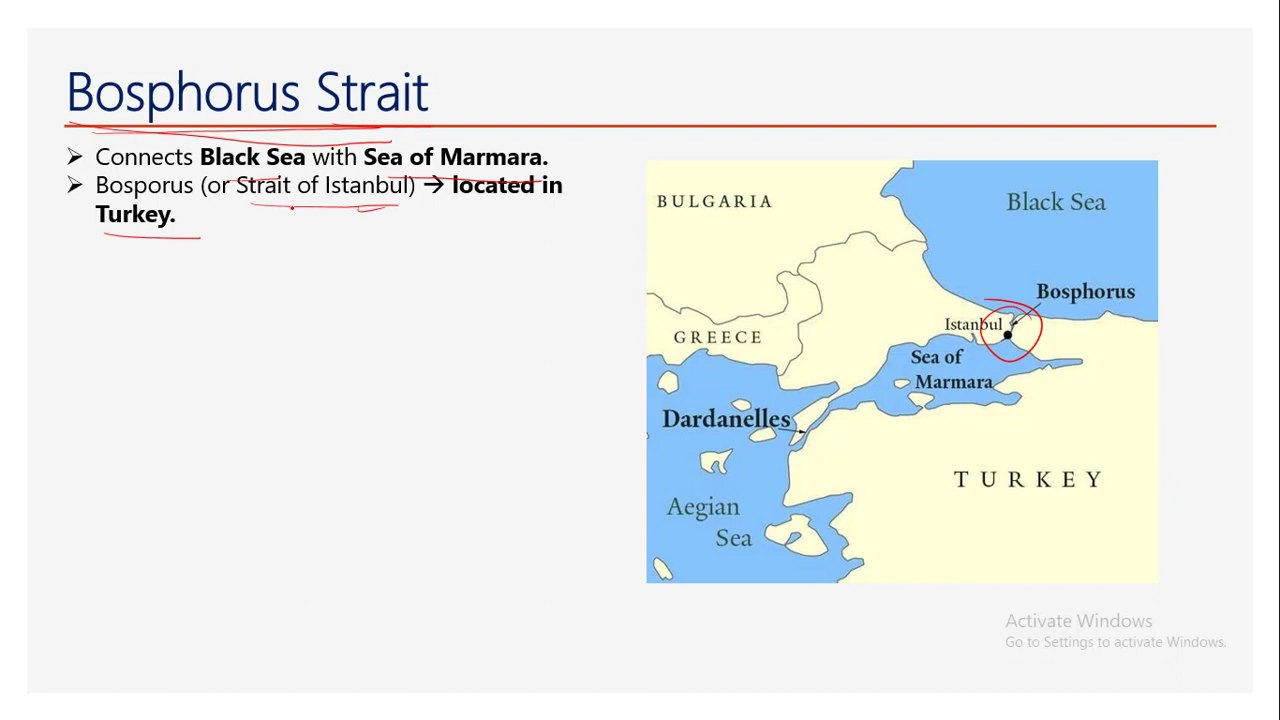 Bosphorus Strait
➢ Connects Black Sea with Sea of Marmara.
➢ Bosporus (or Strait of Istanbul) → located in
Turkey.
BULGARIA
Black Sea
Bosphorus
Istanbul
GREECE
Sea of
Marmara
Dardanelles
TURKEY
Aegian
Sea
Activate Windows
Go to Settings to activate Windows.